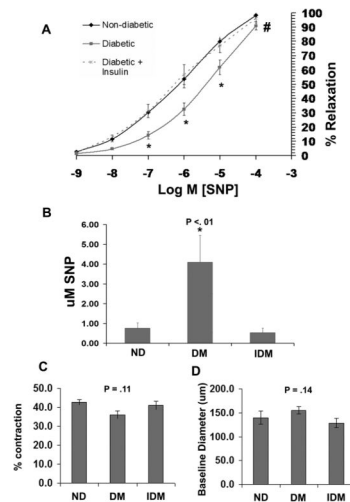 A
Non-diabetic
Diabetic
Diabetic +
Insulin
100
90
80
70
60
50
40
30
20
10
0
% Relaxation
#
* * *
-9 -8 -7 -6 -5 -4 -3
Log M [SNP]
B
P <. 01
*
6.00
5.00
4.00
3.00
2.00
1.00
0.00
uM SNP
ND DM IDM
C
P = .11
50.0
40.0
30.0
20.0
10.0
0.0
% contraction
ND DM IDM
D
P = .14
200.0
150.0
100.0
50.0
0.0
Baseline Diameter (um)
ND DM IDM